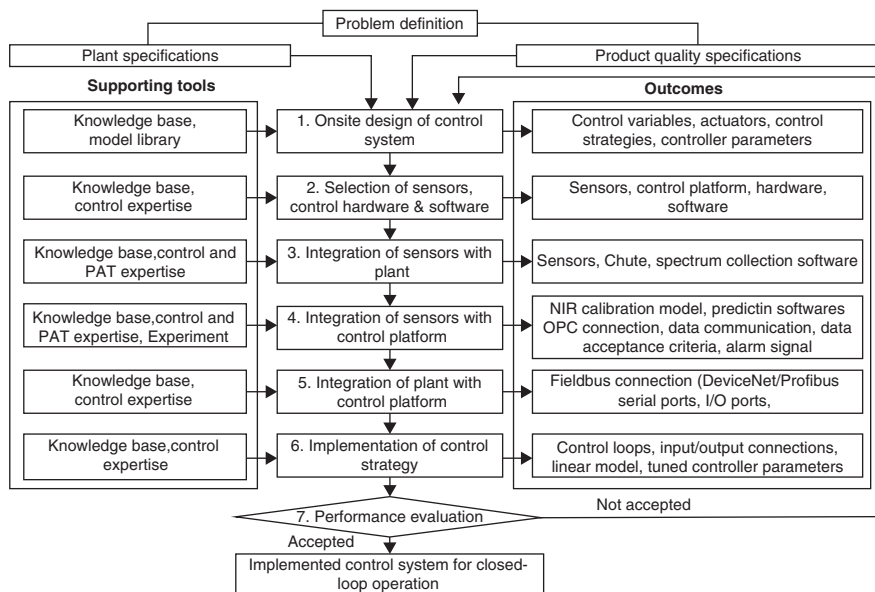 Problem definition
Plant specifications
Product quality specifications
Supporting tools
Outcomes
Knowledge base,
model library
1. Onsite design of control
system
Control variables, actuators, control
strategies, controller parameters
Knowledge base,
control expertise
2. Selection of sensors,
control hardware & software
Sensors, control platform, hardware,
software
Knowledge base,control and
PAT expertise
3. Integration of sensors with
plant
Sensors, Chute, spectrum collection software
Knowledge base,control and
PAT expertise, Experiment
4. Integration of sensors with
control platform
NIR calibration model, predictin softwares
OPC connection, data communication, data
acceptance criteria, alarm signal
Knowledge base,
control expertise
5. Integration of plant with
control platform
Fieldbus connection (DeviceNet/Profibus
serial ports, I/O ports,
Knowledge base,control
expertise
6. Implementation of control
strategy
Control loops, input/output connections,
linear model, tuned controller parameters
7. Performance evaluation
Not accepted
Accepted
Implemented control system for closed-
loop operation